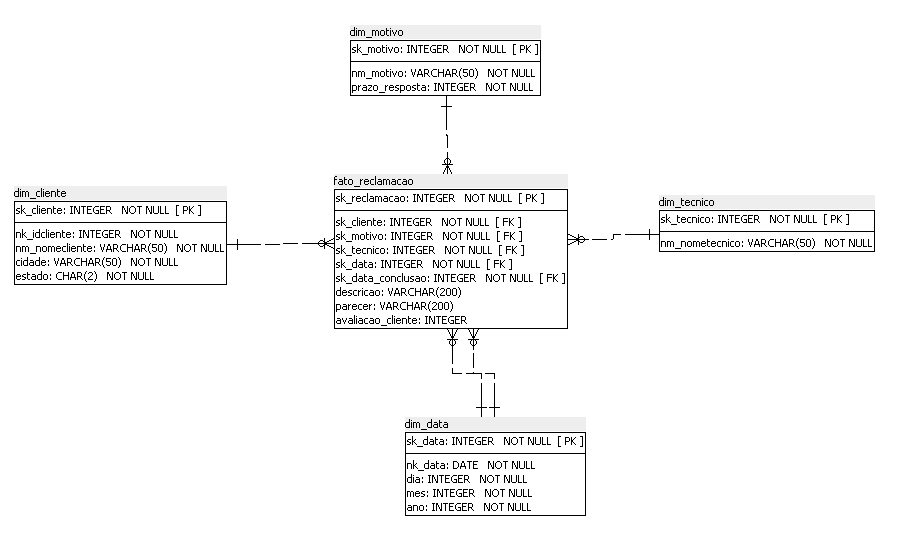 dim_motivo
sk_motivo: INTEGER NOT NULL [ PK ]
nm_motivo: VARCHAR(50) NOT NULL
prazo_resposta: INTEGER NOT NULL
dim_cliente
sk_cliente: INTEGER NOT NULL [ PK ]
nk_idcliente: INTEGER NOT NULL
nm_nomecliente: VARCHAR(50) NOT NULL
cidade: VARCHAR(50) NOT NULL
estado: CHAR(2) NOT NULL
fato_reclamacao
sk_reclamacao: INTEGER NOT NULL [ PK ]
sk_cliente: INTEGER NOT NULL [ FK ]
sk_motivo: INTEGER NOT NULL [ FK ]
sk_tecnico: INTEGER NOT NULL [ FK ]
sk_data: INTEGER NOT NULL [ FK ]
sk_data_conclusao: INTEGER NOT NULL [ FK ]
descricao: VARCHAR(200)
parecer: VARCHAR(200)
avaliacao_cliente: INTEGER
dim_tecnico
sk_tecnico: INTEGER NOT NULL [ PK ]
nm_nometecnico: VARCHAR(50) NOT NULL
dim_data
sk_data: INTEGER NOT NULL [ PK ]
nk_data: DATE NOT NULL
dia: INTEGER NOT NULL
mes: INTEGER NOT NULL
ano: INTEGER NOT NULL